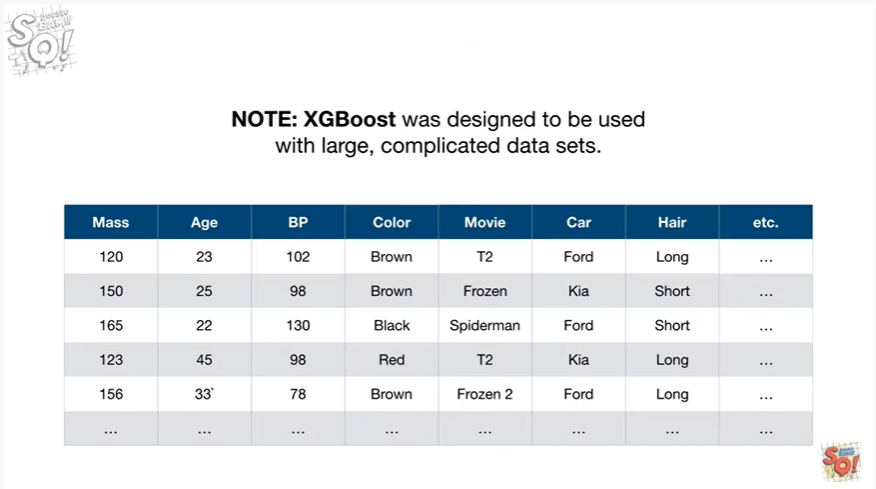 SQ!
NOTE: XGBoost was designed to be used
with large, complicated data sets.
Mass Age BP Color Movie Car Hair etc.
120 23 102 Brown T2 Ford Long ...
150 25 98 Brown Frozen Kia Short ...
165 22 130 Black Spiderman Ford Short ...
123 45 98 Red T2 Kia Long ...
156 33` 78 Brown Frozen 2 Ford Long ...
... ... ... ... ... ... ... ...
SQ!